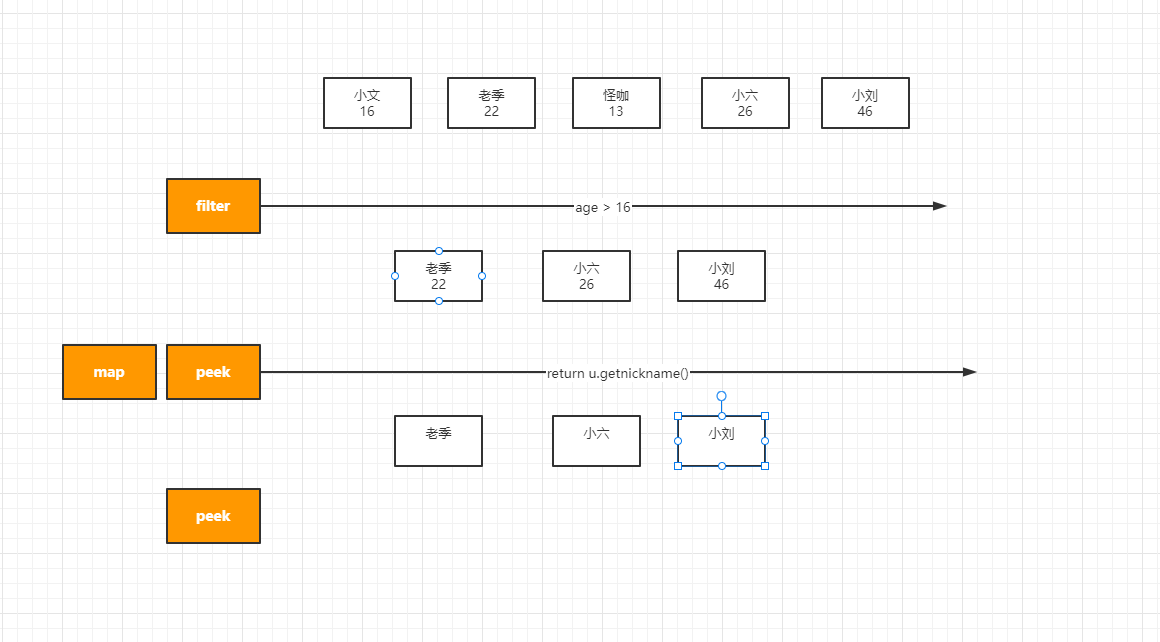 小文
16
老季
22
怪咖
13
小六
26
小刘
46
filter
age > 16
老季
22
小六
26
小刘
46
map
peek
return u.getnickname()
老季
小六
小刘
peek